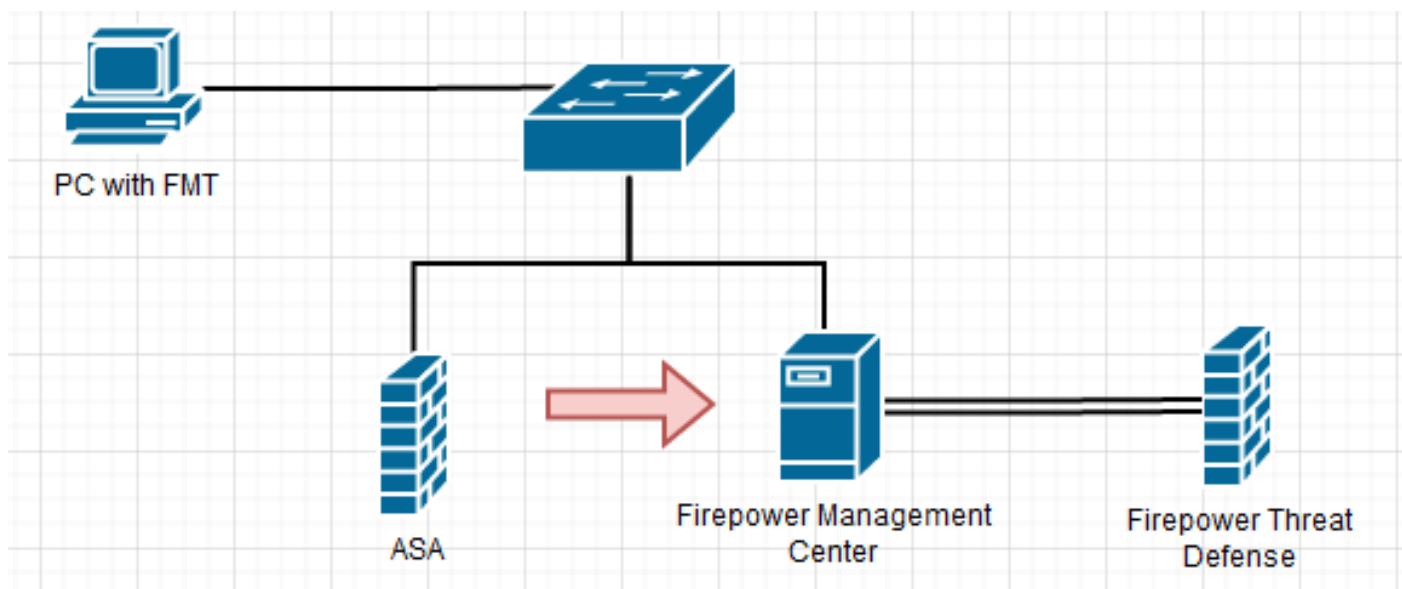 PC with FMT
ASA
Firepower Management
Center
Firepower Threat
Defense